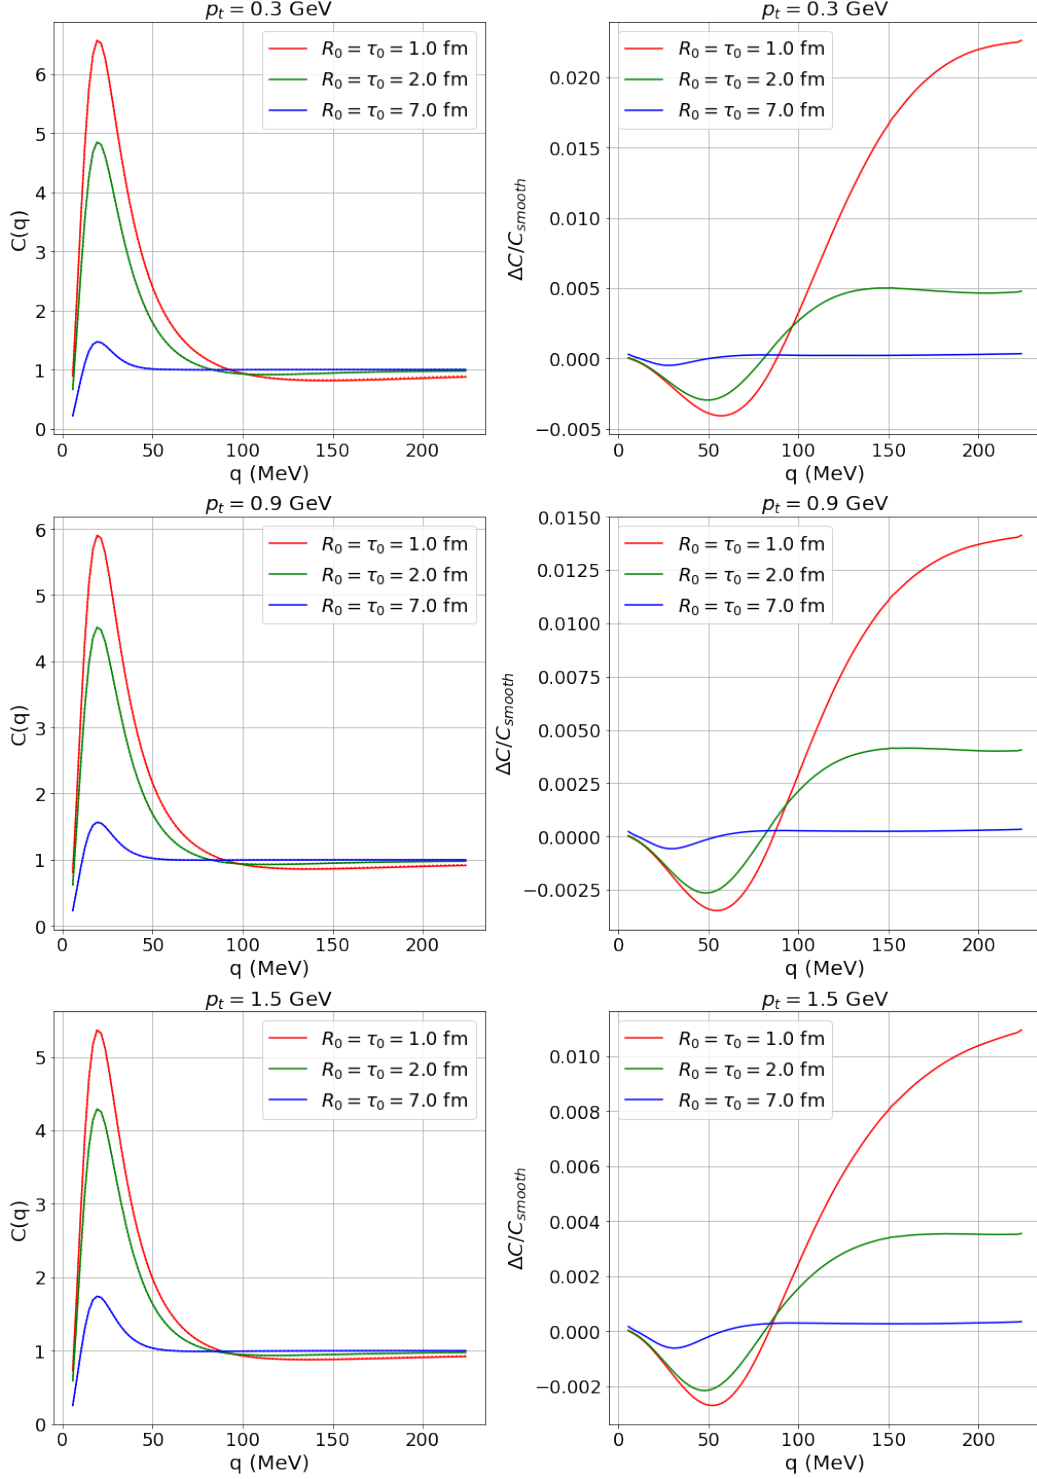 p_t = 0.3 GeV
R_0 = τ_0 = 1.0 fm
R_0 = τ_0 = 2.0 fm
R_0 = τ_0 = 7.0 fm
6
5
4
3
2
1
0
C(q)
0 50 100 150 200
q (MeV)
p_t = 0.3 GeV
R_0 = τ_0 = 1.0 fm
R_0 = τ_0 = 2.0 fm
R_0 = τ_0 = 7.0 fm
0.020
0.015
0.010
0.005
0.000
−0.005
ΔC/C_{smooth}
0 50 100 150 200
q (MeV)
p_t = 0.9 GeV
R_0 = τ_0 = 1.0 fm
R_0 = τ_0 = 2.0 fm
R_0 = τ_0 = 7.0 fm
6
5
4
3
2
1
0
C(q)
0 50 100 150 200
q (MeV)
p_t = 0.9 GeV
R_0 = τ_0 = 1.0 fm
R_0 = τ_0 = 2.0 fm
R_0 = τ_0 = 7.0 fm
0.0150
0.0125
0.0100
0.0075
0.0050
0.0025
0.0000
−0.0025
ΔC/C_{smooth}
0 50 100 150 200
q (MeV)
p_t = 1.5 GeV
R_0 = τ_0 = 1.0 fm
R_0 = τ_0 = 2.0 fm
R_0 = τ_0 = 7.0 fm
5
4
3
2
1
0
C(q)
0 50 100 150 200
q (MeV)
p_t = 1.5 GeV
R_0 = τ_0 = 1.0 fm
R_0 = τ_0 = 2.0 fm
R_0 = τ_0 = 7.0 fm
0.010
0.008
0.006
0.004
0.002
0.000
−0.002
ΔC/C_{smooth}
0 50 100 150 200
q (MeV)